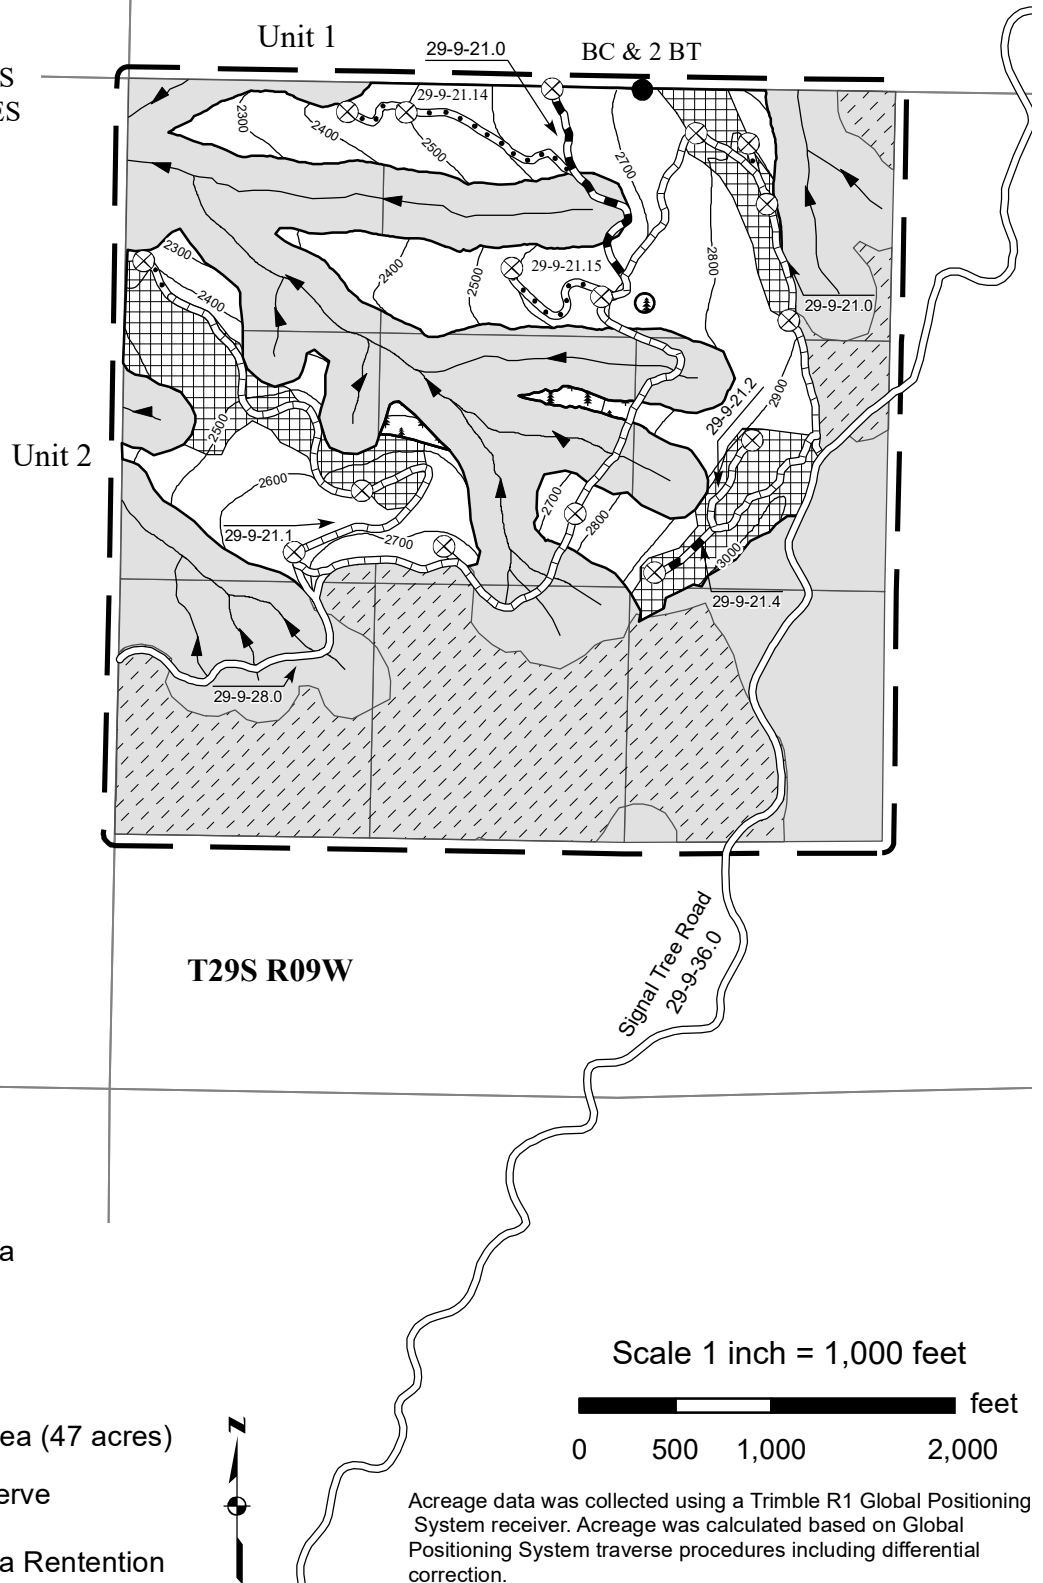 Unit 1
29-9-21.0
BC & 2 BT
S
ES
29-9-21.14
2300
2400
2500
2700
2300
2400
2400
2500
29-9-21.15
2800
29-9-21.0
29-9-21.2
2900
2500
Unit 2
2600
2700
2800
29-9-21.1
2700
3000
29-9-21.4
29-9-28.0
Signal Tree Road
29-9-36.0
T29S R09W
a
Scale 1 inch = 1,000 feet
feet
0 500 1,000 2,000
ea (47 acres)
erve
a Rentention
N
Acreage data was collected using a Trimble R1 Global Positioning
System receiver. Acreage was calculated based on Global
Positioning System traverse procedures including differential
correction.